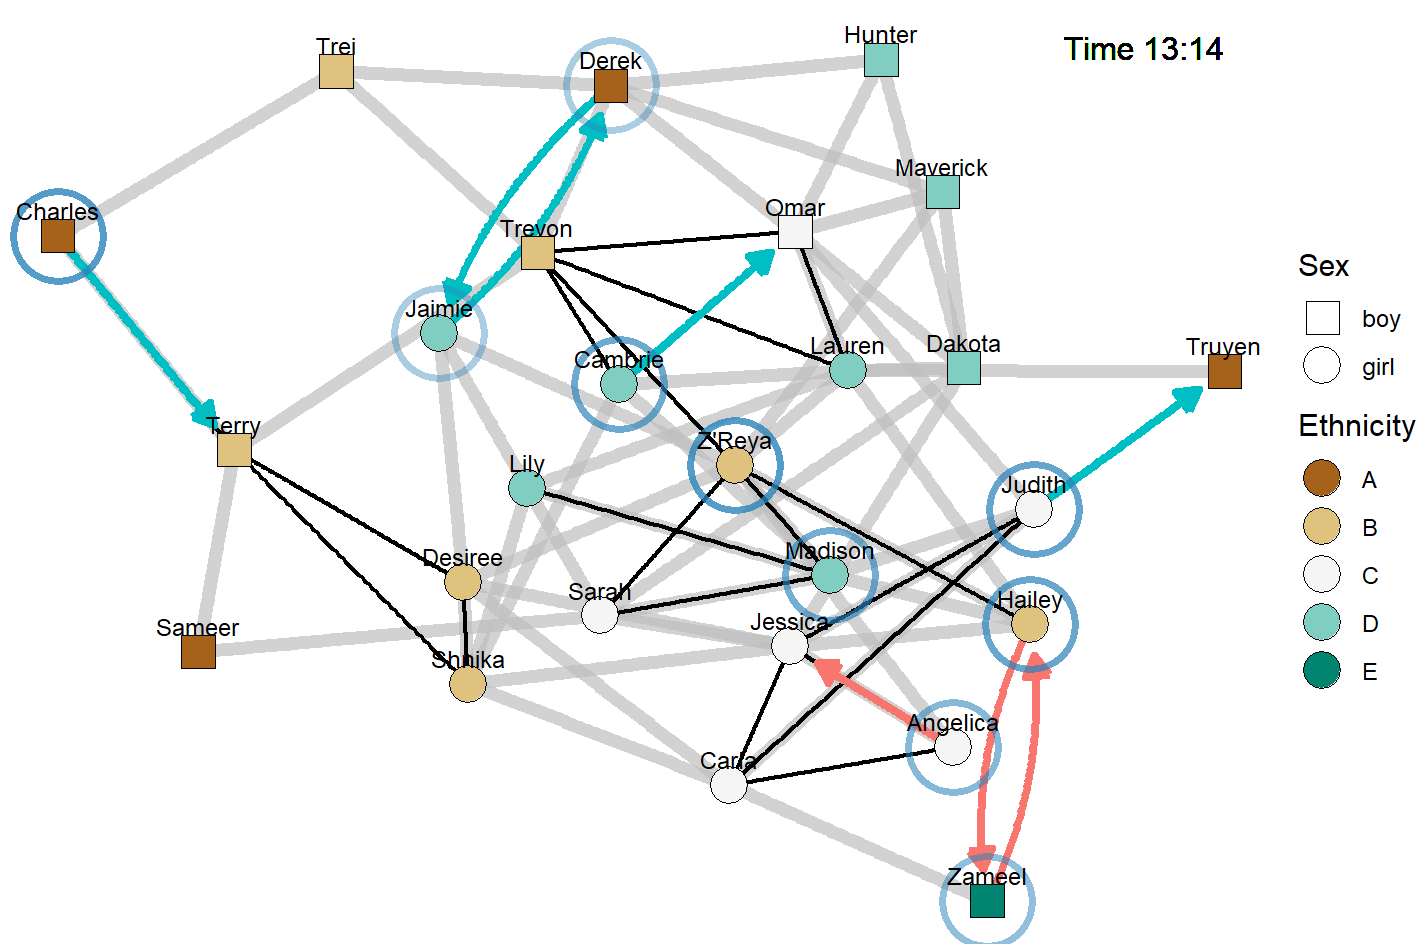 Hunter
Trei
Time 13:14
Derek
Maverick
Charles
Omar
Trevon
Sex
Jaimie
boy
Lauren
Dakota
Truyen
Cambrie
girl
Terry
Ethnicity
Z'Reya
Lily
Judith
A
B
Madison
Desiree
C
Sarah
Hailey
Jessica
Sameer
D
Shnika
E
Angelica
Carla
Zameel